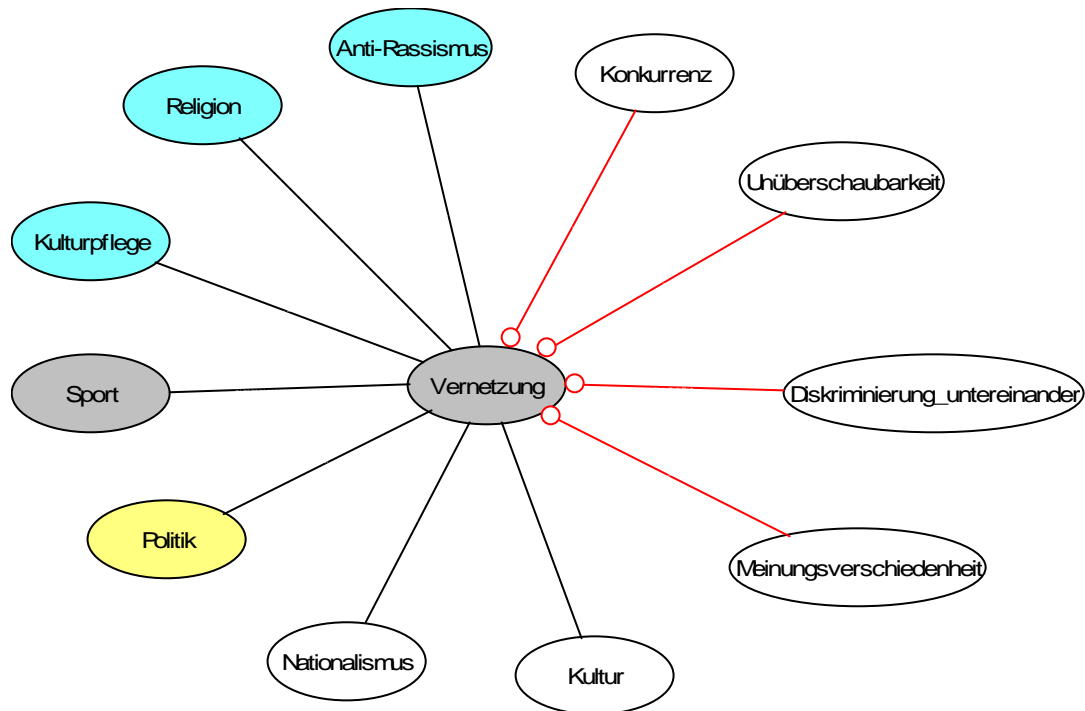 Anti-Rassismus
Konkurrenz
Religion
Unüberschaubarkeit
Kulturpflege
Vernetzung
Sport
Diskriminierung_untereinander
Politik
Meinungsverschiedenheit
Nationalismus
Kultur